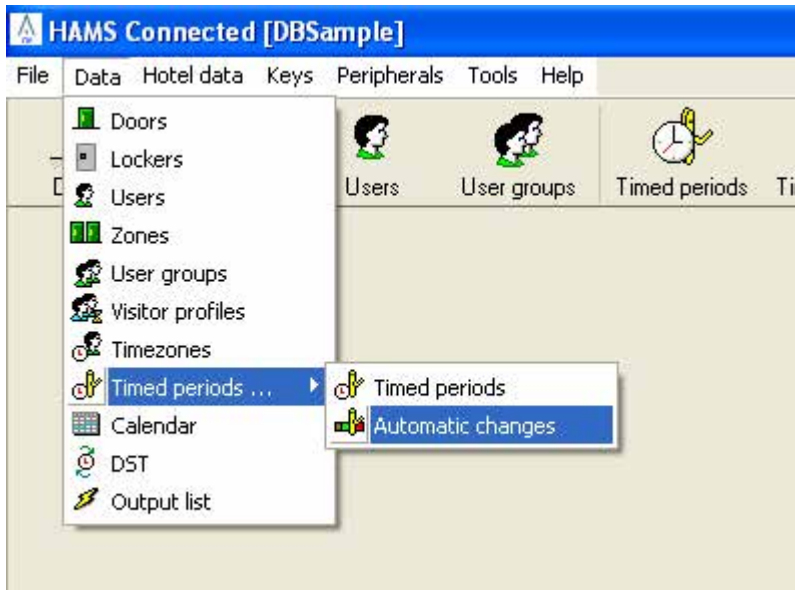 HAMS Connected [DBSample]
File Data Hotel data Keys Peripherals Tools Help
Doors
Lockers
Users
Zones
User groups
Visitor profiles
Timezones
Timed periods ...
Calendar
DST
Output list
Timed periods
Automatic changes
Users User groups Timed periods